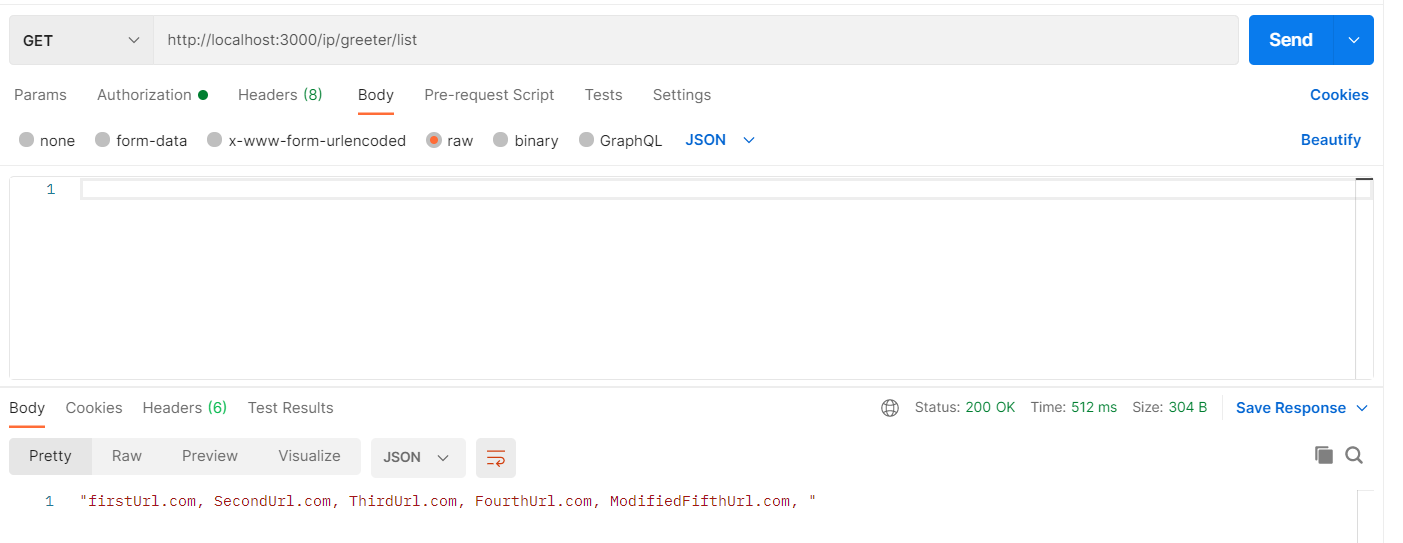 GET http://localhost:3000/ip/greeter/list Send
Params Authorization Headers (8) Body Pre-request Script Tests Settings Cookies
none form-data x-www-form-urlencoded raw binary GraphQL JSON Beautify
1
Body Cookies Headers (6) Test Results Status: 200 OK Time: 512 ms Size: 304 B Save Response
Pretty Raw Preview Visualize JSON
1 "firstUrl.com, SecondUrl.com, ThirdUrl.com, FourthUrl.com, ModifiedFifthUrl.com, "